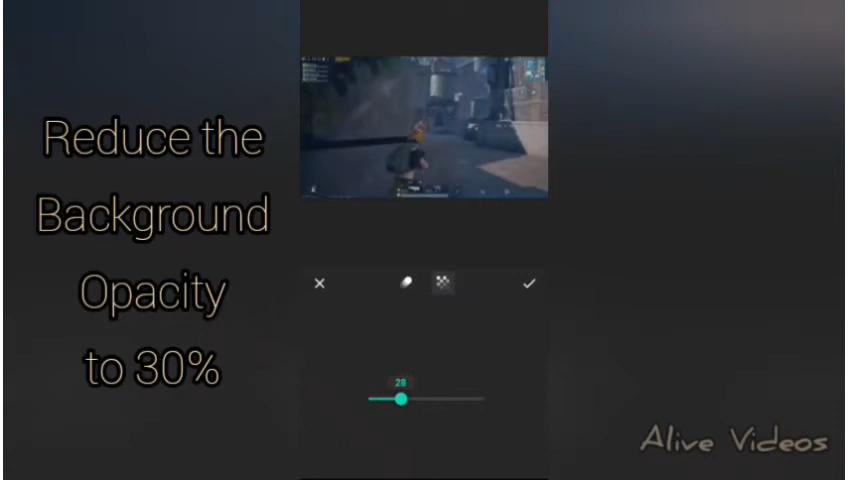 Reduce the
Background
Opacity
to 30%
28
Alive Videos